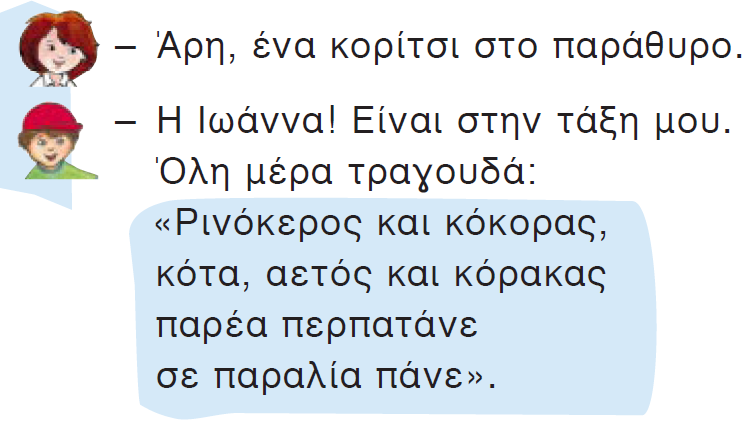 – Άρη, ένα κορίτσι στο παράθυρο.
– Η Ιωάννα! Είναι στην τάξη μου.
Όλη μέρα τραγουδά:
«Ρινόκερος και κόκορας,
κότα, αετός και κόρακας
παρέα περπατάνε
σε παραλία πάνε».